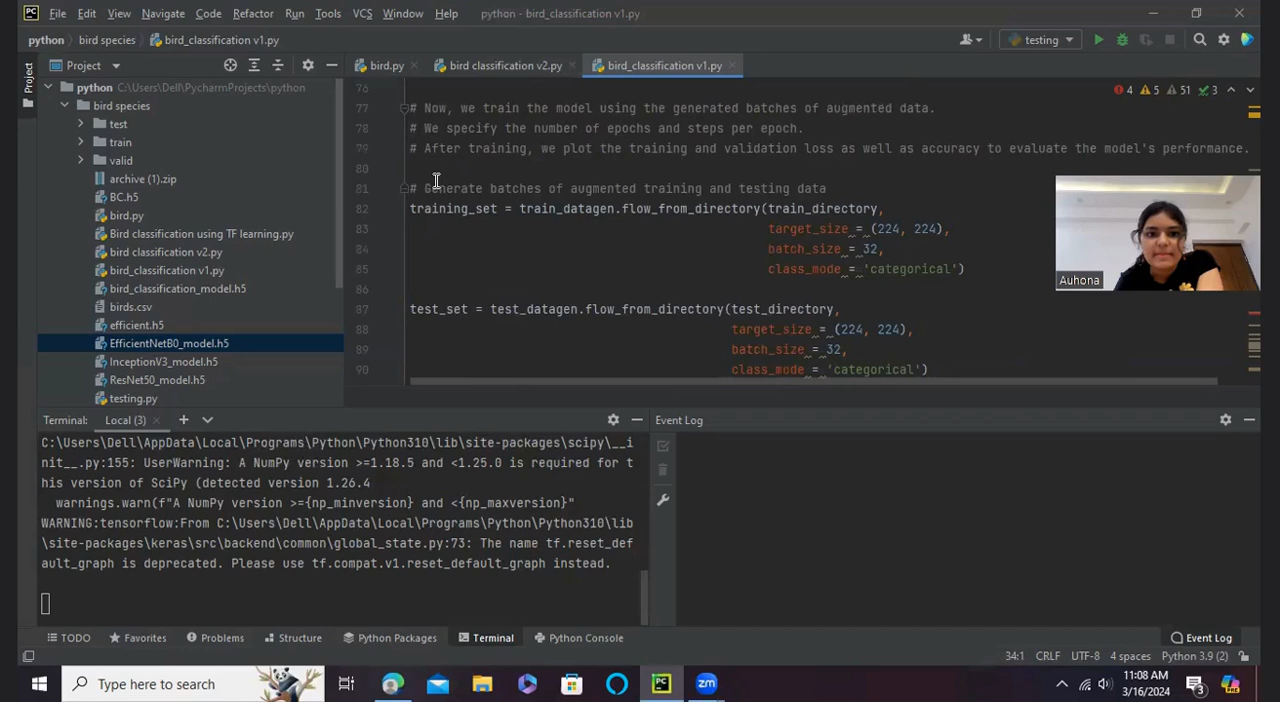 PC File Edit View Navigate Code Refactor Run Tools VCS Window Help python - bird_classification v1.py
python bird species bird_classification v1.py testing
Project Project bird.py bird classification v2.py bird_classification v1.py
python C:\Users\Dell\PycharmProjects\python
bird species
test
train
valid
archive (1).zip
BC.h5
bird.py
Bird classification using TF learning.py
bird classification v2.py
bird_classification v1.py
bird_classification_model.h5
birds.csv
efficient.h5
EfficientNetB0_model.h5
InceptionV3_model.h5
ResNet50_model.h5
testing.py
4 5 51 3
76
77 # Now, we train the model using the generated batches of augmented data.
78 # We specify the number of epochs and steps per epoch.
79 # After training, we plot the training and validation loss as well as accuracy to evaluate the model's performance.
80
81 # Generate batches of augmented training and testing data
82 training_set = train_datagen.flow_from_directory(train_directory,
83 target_size = (224, 224),
84 batch_size = 32,
85 class_mode = 'categorical')
86
87 test_set = test_datagen.flow_from_directory(test_directory,
88 target_size = (224, 224),
89 batch_size = 32,
90 class_mode = 'categorical')
Auhona
Terminal: Local (3)
C:\Users\Dell\AppData\Local\Programs\Python\Python310\lib\site-packages\scipy\__i
nit__.py:155: UserWarning: A NumPy version >=1.18.5 and <1.25.0 is required for t
his version of SciPy (detected version 1.26.4
warnings.warn(f"A NumPy version >={np_minversion} and <{np_maxversion}"
WARNING:tensorflow:From C:\Users\Dell\AppData\Local\Programs\Python\Python310\lib
\site-packages\keras\src\backend\common\global_state.py:73: The name tf.reset_def
ault_graph is deprecated. Please use tf.compat.v1.reset_default_graph instead.
Event Log
TODO Favorites Problems Structure Python Packages Terminal Python Console Event Log
34:1 CRLF UTF-8 4 spaces Python 3.9 (2)
Type here to search
PC
zm
11:08 AM
3/16/2024
3
PRE